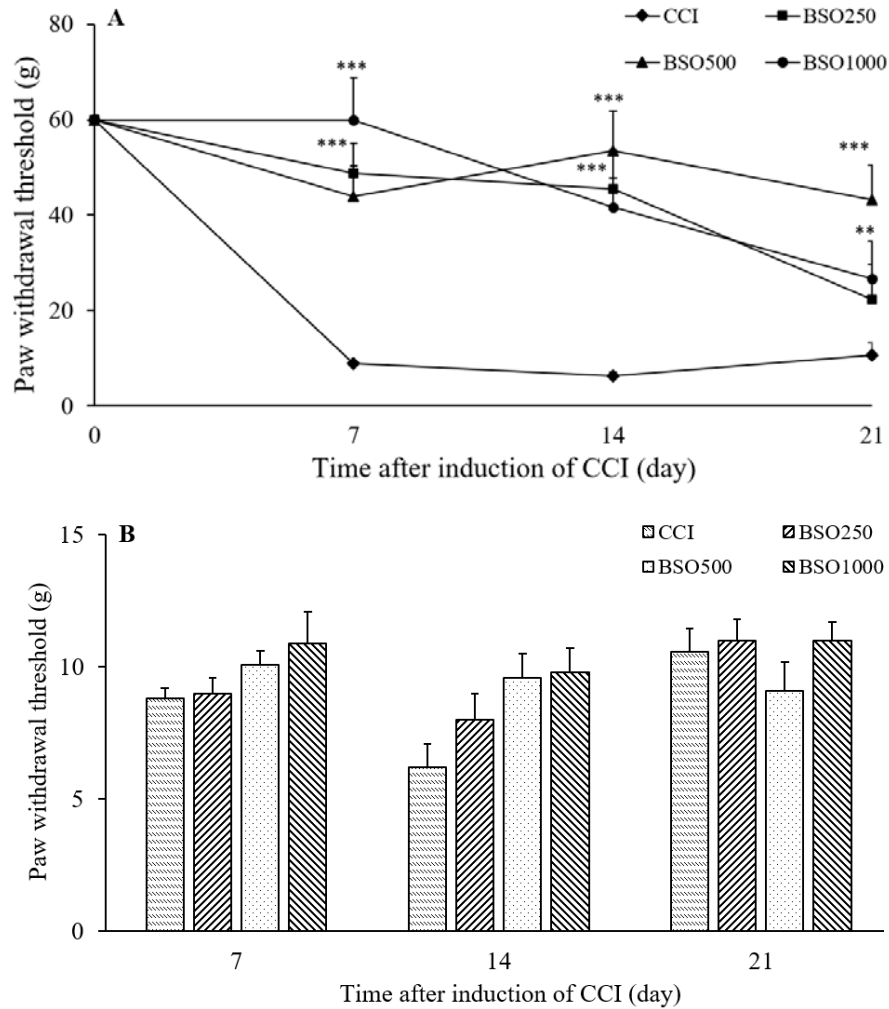 A
CCI BSO250
BSO500 BSO1000
80
60
40
20
0
Paw withdrawal threshold (g)
***
***
***
***
***
**
0 7 14 21
Time after induction of CCI (day)
B
CCI BSO250
BSO500 BSO1000
15
10
5
0
Paw withdrawal threshold (g)
7 14 21
Time after induction of CCI (day)